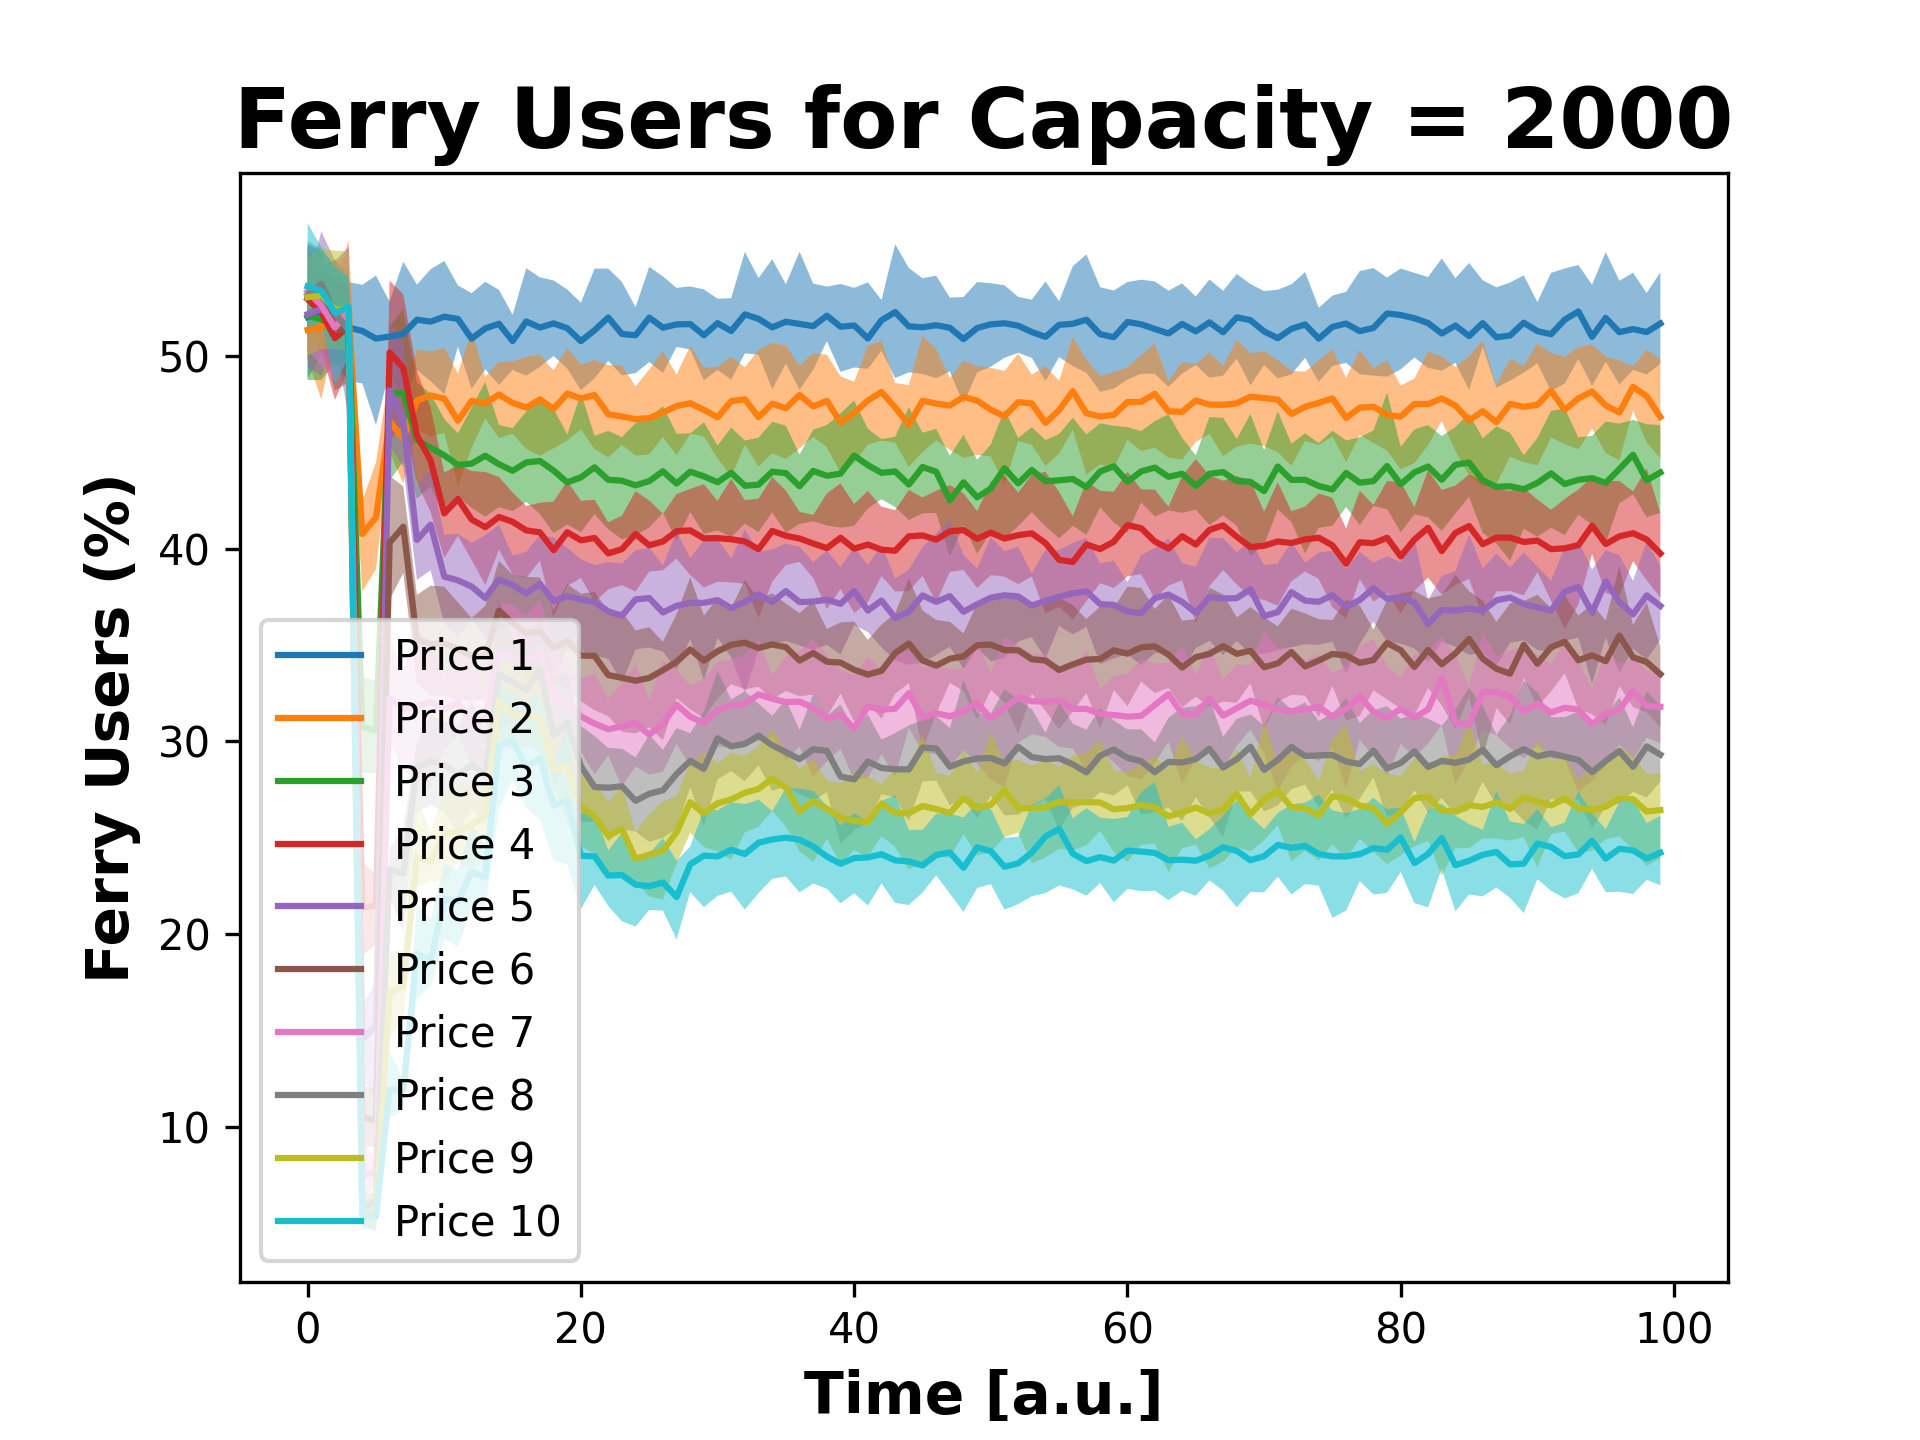 Ferry Users for Capacity = 2000
Ferry Users (%)
50
40
30
20
10
Price 1
Price 2
Price 3
Price 4
Price 5
Price 6
Price 7
Price 8
Price 9
Price 10
0 20 40 60 80 100
Time [a.u.]